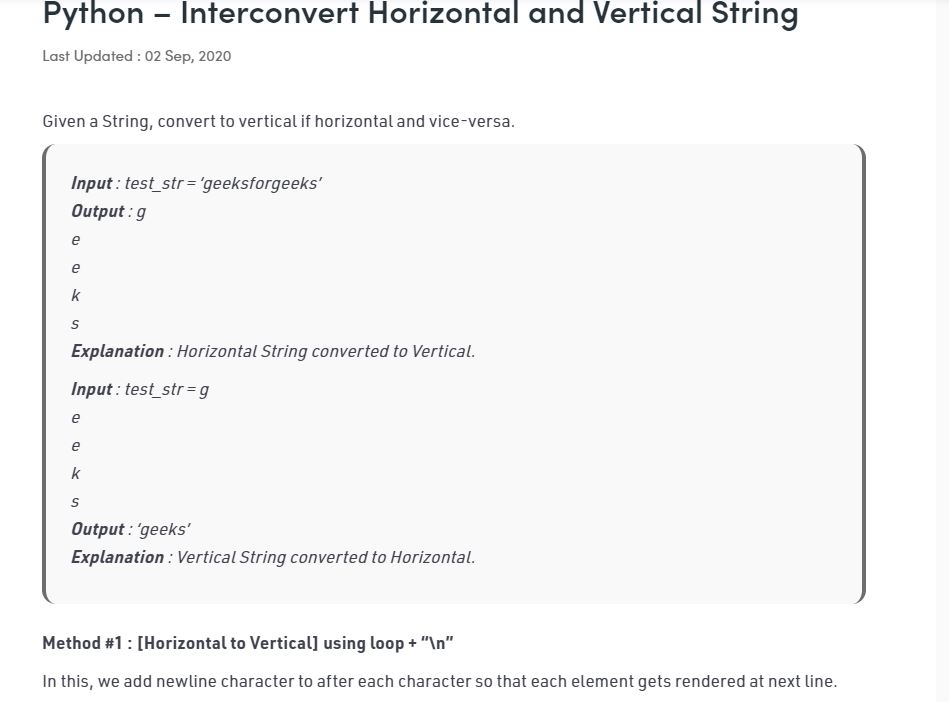 Python – Interconvert Horizontal and Vertical String
Last Updated : 02 Sep, 2020
Given a String, convert to vertical if horizontal and vice-versa.
Input : test_str = ‘geeksforgeeks’
Output : g
e
e
k
s
Explanation : Horizontal String converted to Vertical.
Input : test_str = g
e
e
k
s
Output : ‘geeks’
Explanation : Vertical String converted to Horizontal.
Method #1 : [Horizontal to Vertical] using loop + “\n”
In this, we add newline character to after each character so that each element gets rendered at next line.